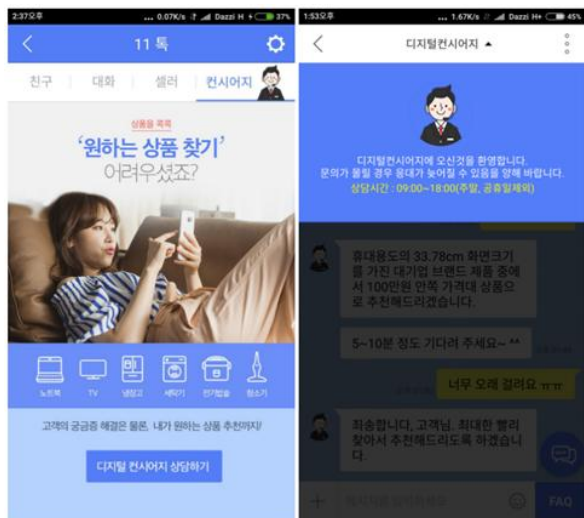 2:37오후
... 0.07K/s Dazzi H 37%
11 톡
친구
대화
셀러
컨시어지
상품을 콕콕
'원하는 상품 찾기'
어려우셨죠?
노트북
TV
냉장고
세탁기
전기밥솥
청소기
고객의 궁금증 해결은 물론, 내가 원하는 상품 추천까지!
디지털 컨시어지 상담하기
1:53오후
... 1.67K/s Dazzi H+ 45%
디지털컨시어지 ▲
디지털컨시어지에 오신것을 환영합니다.
문의가 몰릴 경우 응대가 늦어질 수 있음을 양해 바랍니다.
상담시간 : 09:00~18:00(주말, 공휴일제외)
휴대용도의 33.78cm 화면크기
를 가진 대기업 브랜드 제품 중에
서 100만원 안쪽 가격대 상품으
로 추천해드리겠습니다.
5~10분 정도 기다려 주세요~ ^^
너무 오래 걸려요 ㅠㅠ
죄송합니다, 고객님. 최대한 빨리
찾아서 추천해드리도록 하겠습니
다.
FAQ